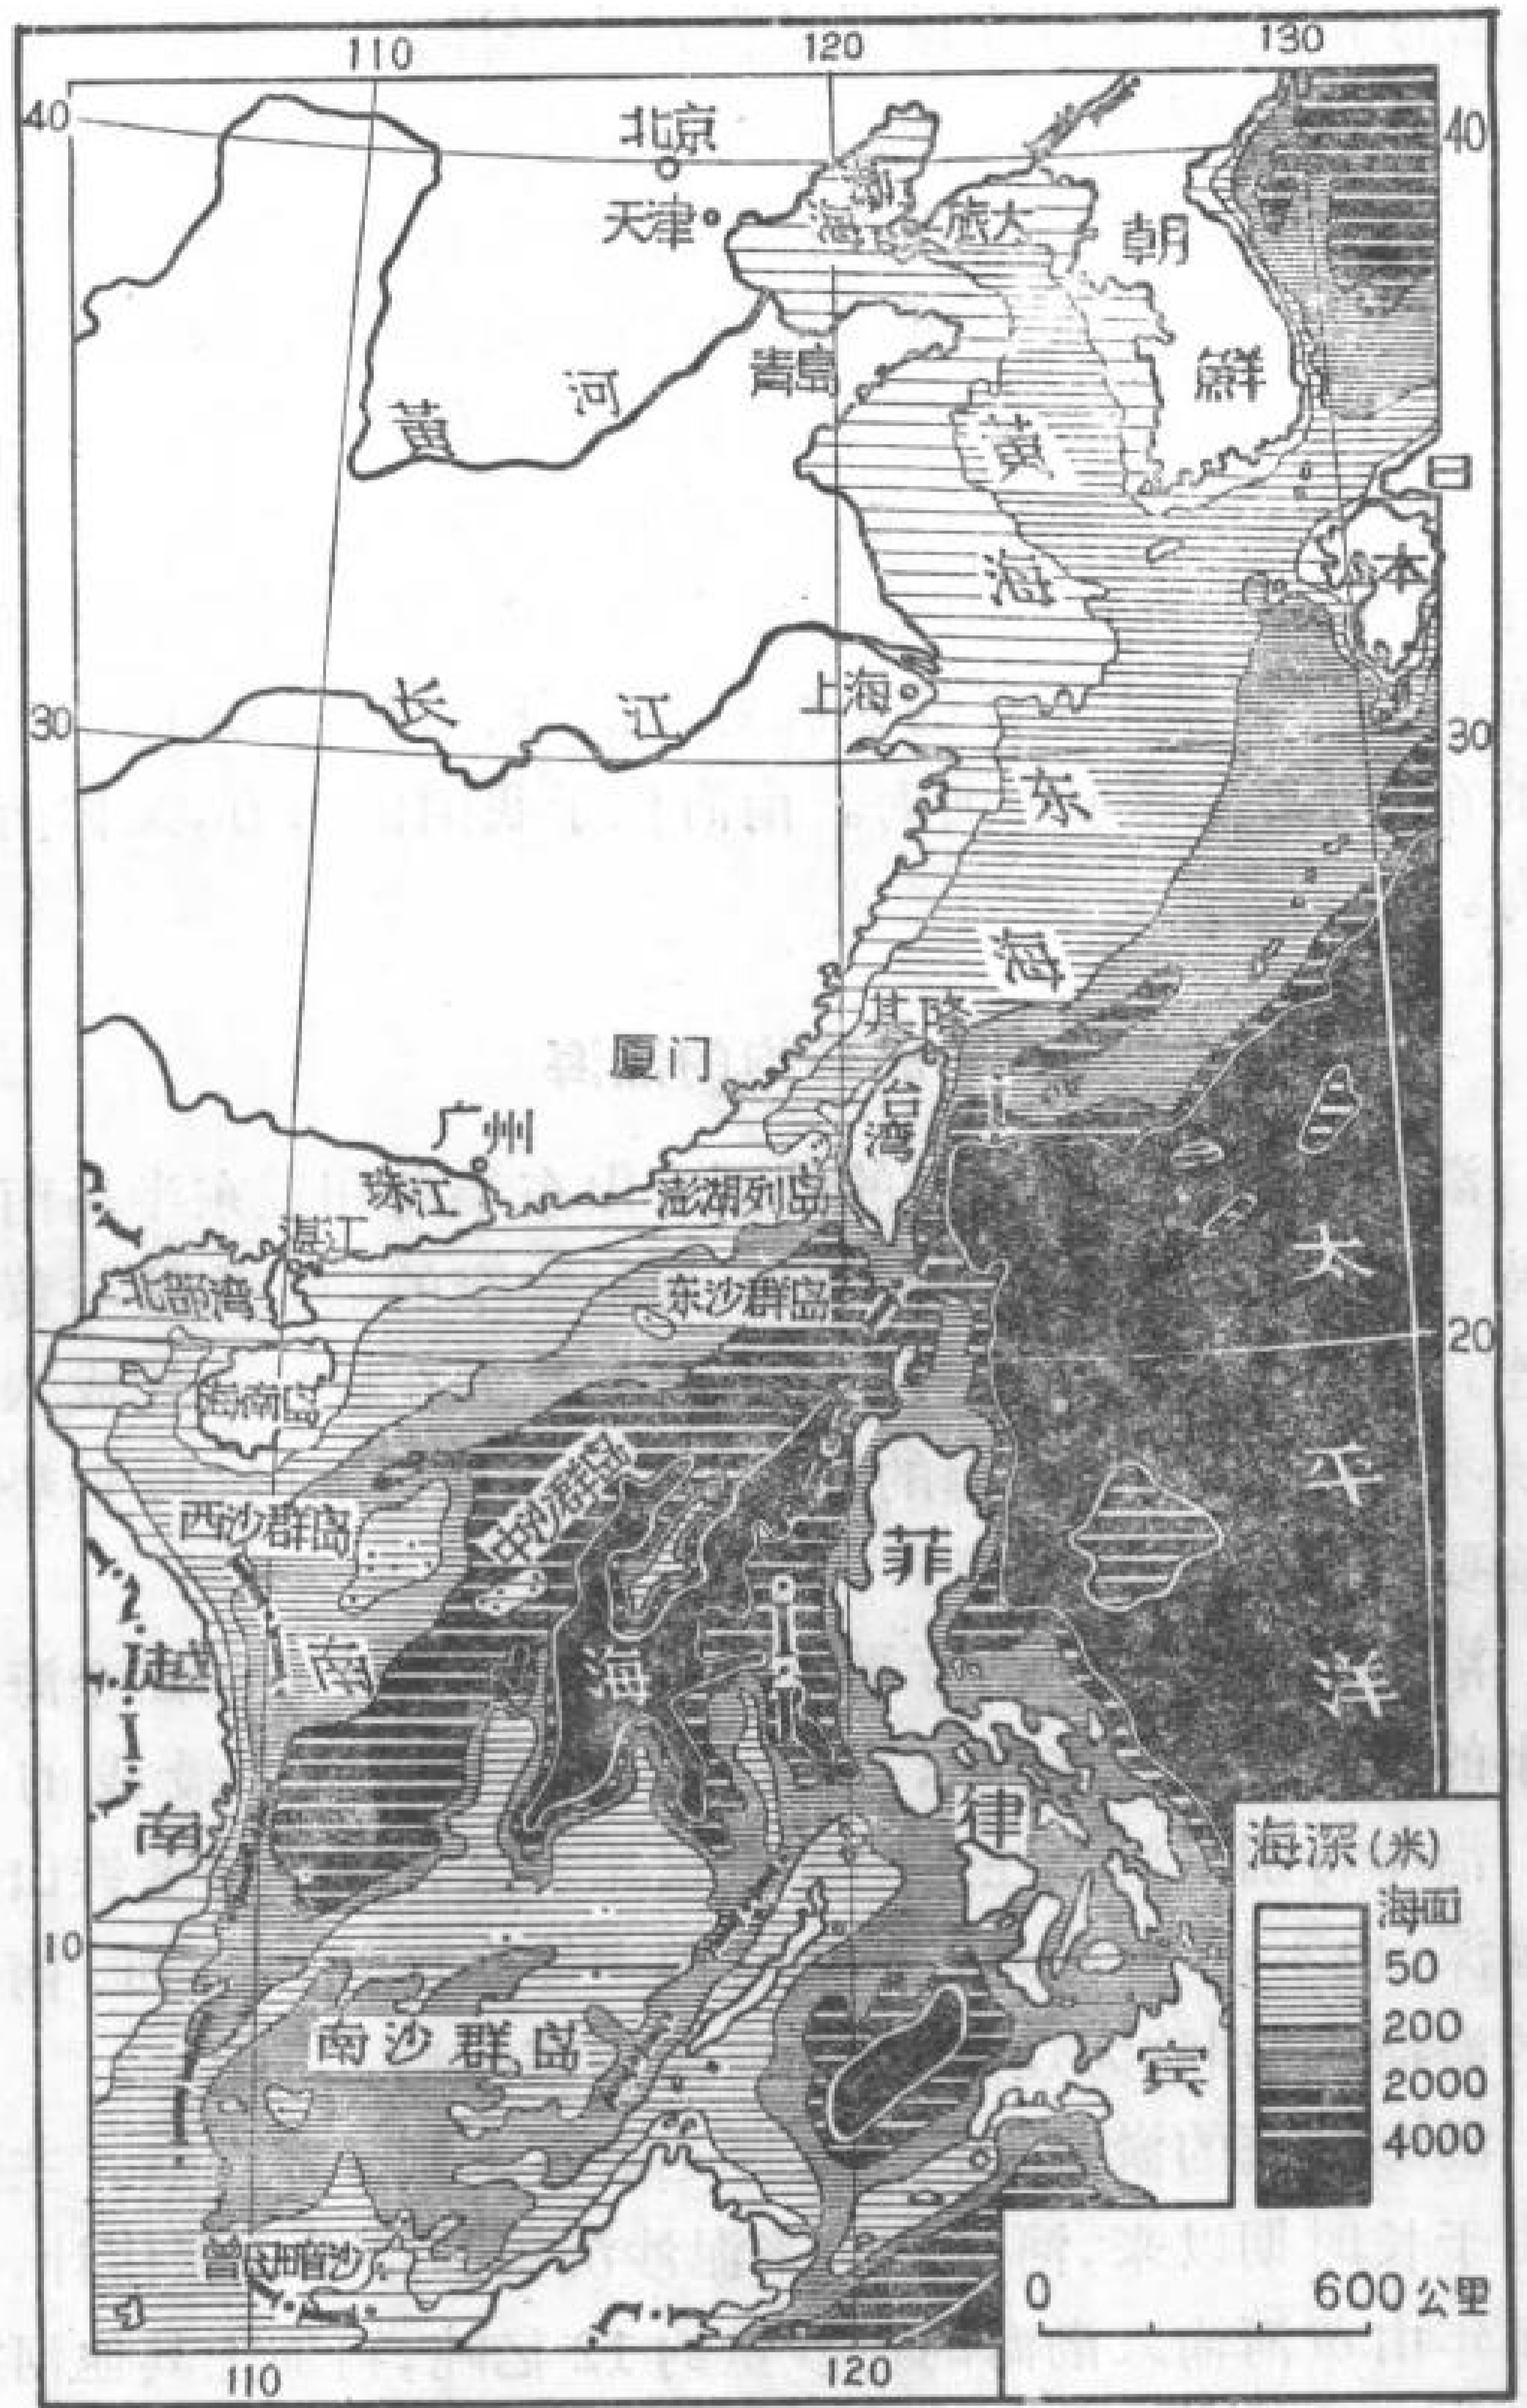 110 120 130
40 40
北京
天津
渤
海
旅大
朝
鲜
青岛
黄 河
黄
海
日
本
长 江
上海
30 30
东
海
基隆
厦门
台
湾
广州
珠江
澎湖列岛
湛江
北部湾
东沙群岛
太
平
洋
20
海南岛
中沙群岛
西沙群岛
菲
律
宾
越
南
南
海
10
南沙群岛
曾母暗沙
海深(米)
海面
50
200
2000
4000
0 600公里
110 120